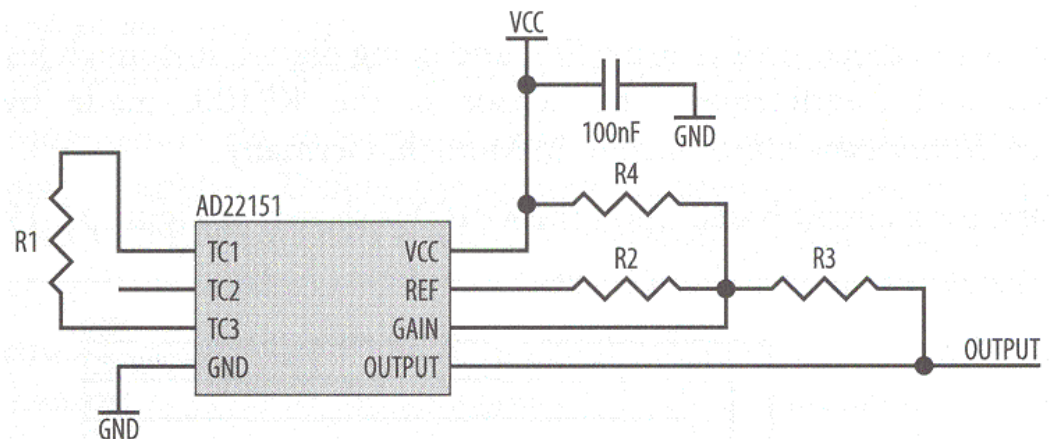 VCC
100nF
GND
R4
AD22151
R1
TC1
VCC
TC2
REF
R2
R3
TC3
GAIN
GND
OUTPUT
OUTPUT
GND